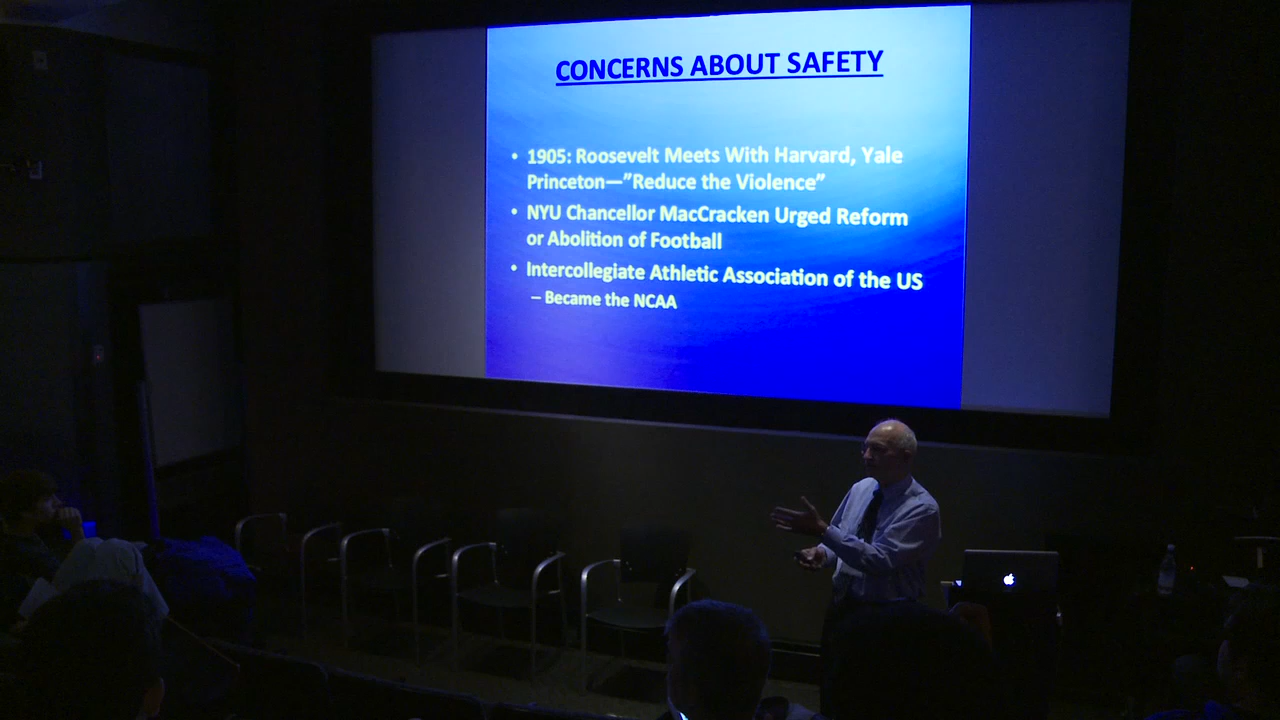 CONCERNS ABOUT SAFETY
• 1905: Roosevelt Meets With Harvard, Yale
Princeton—”Reduce the Violence”
• NYU Chancellor MacCracken Urged Reform
or Abolition of Football
• Intercollegiate Athletic Association of the US
– Became the NCAA